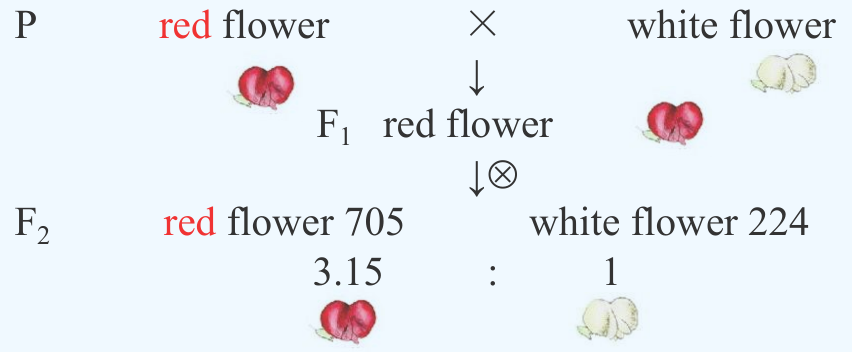 P red flower × white flower
↓
F₁ red flower
↓⊗
F₂ red flower 705 white flower 224
3.15 : 1